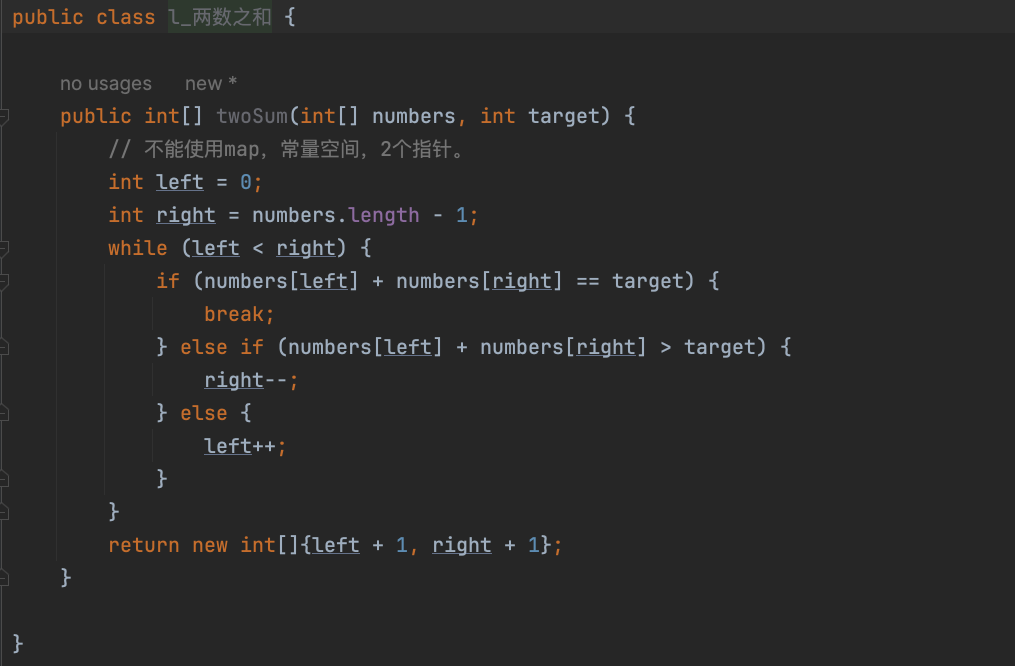 public class l_两数之和 {
no usages   new *
public int[] twoSum(int[] numbers, int target) {
// 不能使用map，常量空间，2个指针。
int left = 0;
int right = numbers.length - 1;
while (left < right) {
if (numbers[left] + numbers[right] == target) {
break;
} else if (numbers[left] + numbers[right] > target) {
right--;
} else {
left++;
}
}
return new int[]{left + 1, right + 1};
}
}